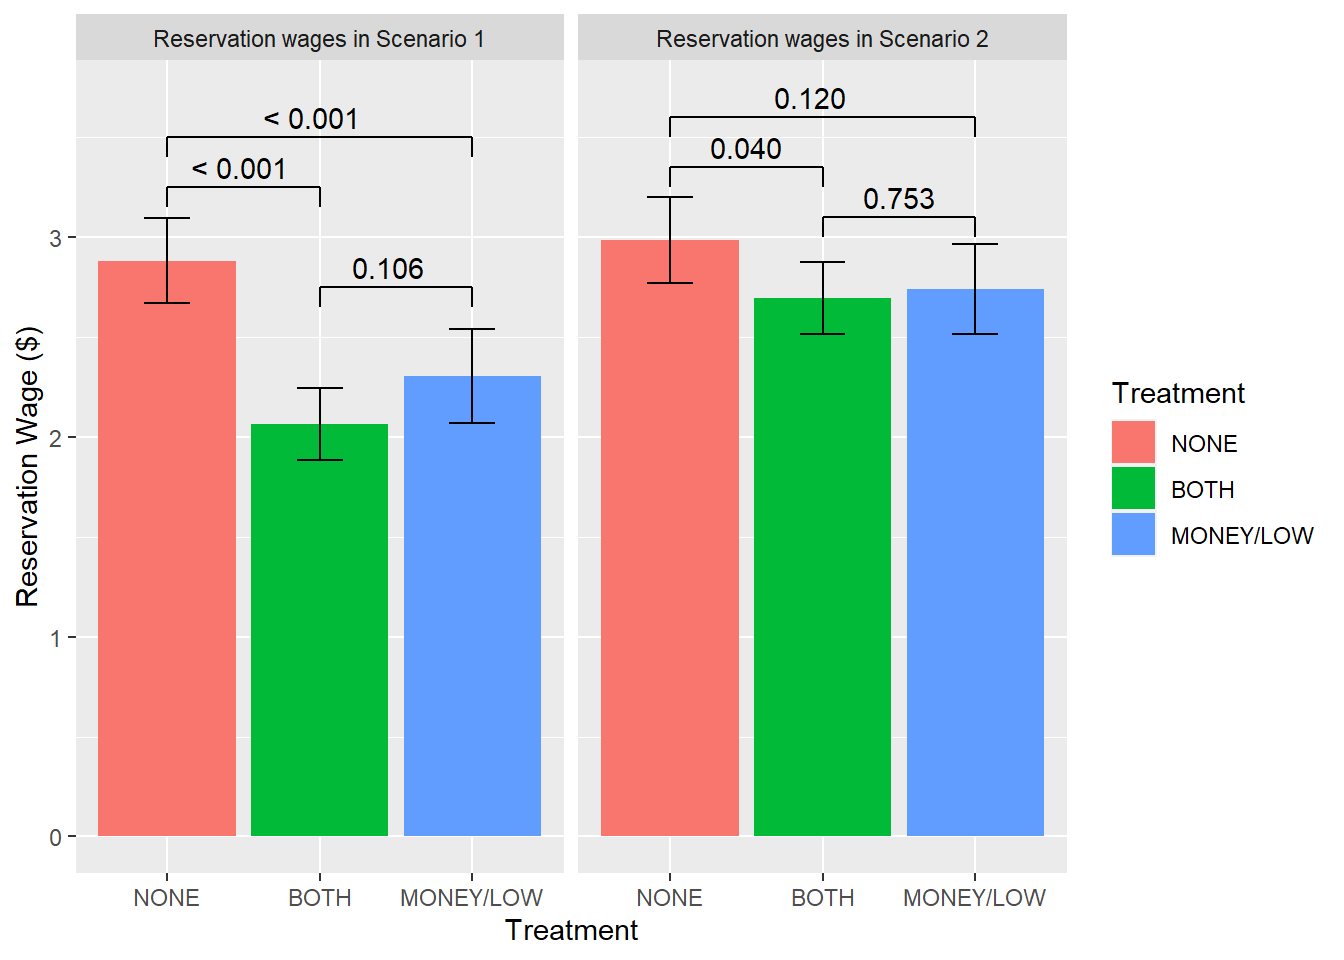 Reservation wages in Scenario 1
Reservation wages in Scenario 2
< 0.001
< 0.001
0.106
0.120
0.040
0.753
Reservation Wage ($)
3
2
1
0
NONE
BOTH
MONEY/LOW
NONE
BOTH
MONEY/LOW
Treatment
Treatment
NONE
BOTH
MONEY/LOW